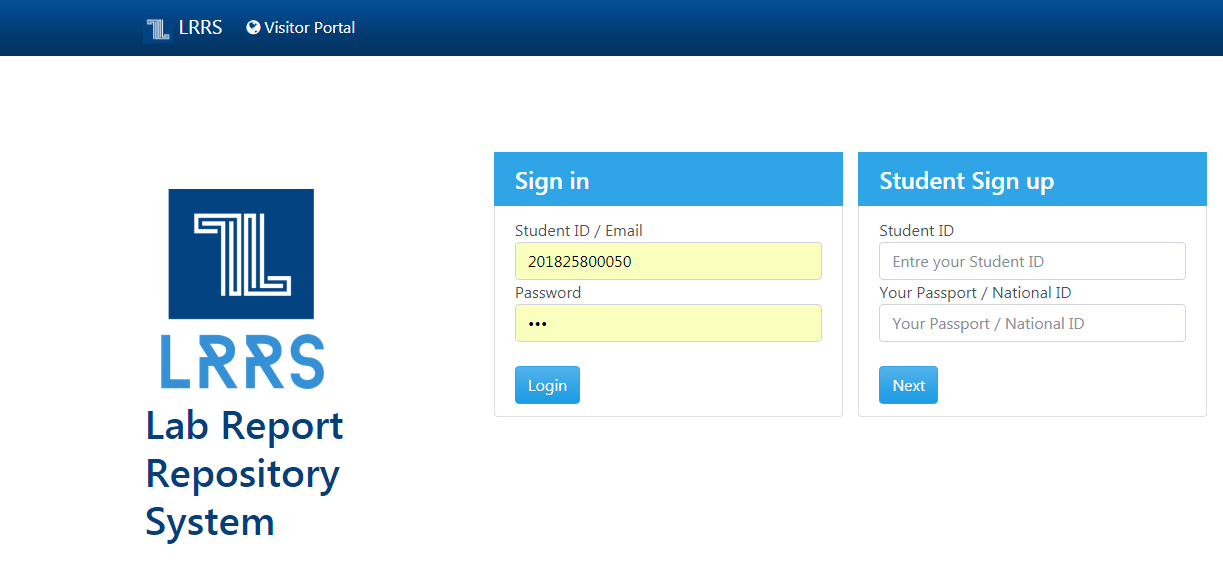 LRRS Visitor Portal
LRRS
Lab Report
Repository
System
Sign in
Student ID / Email
201825800050
Password
•••
Login
Student Sign up
Student ID
Entre your Student ID
Your Passport / National ID
Your Passport / National ID
Next